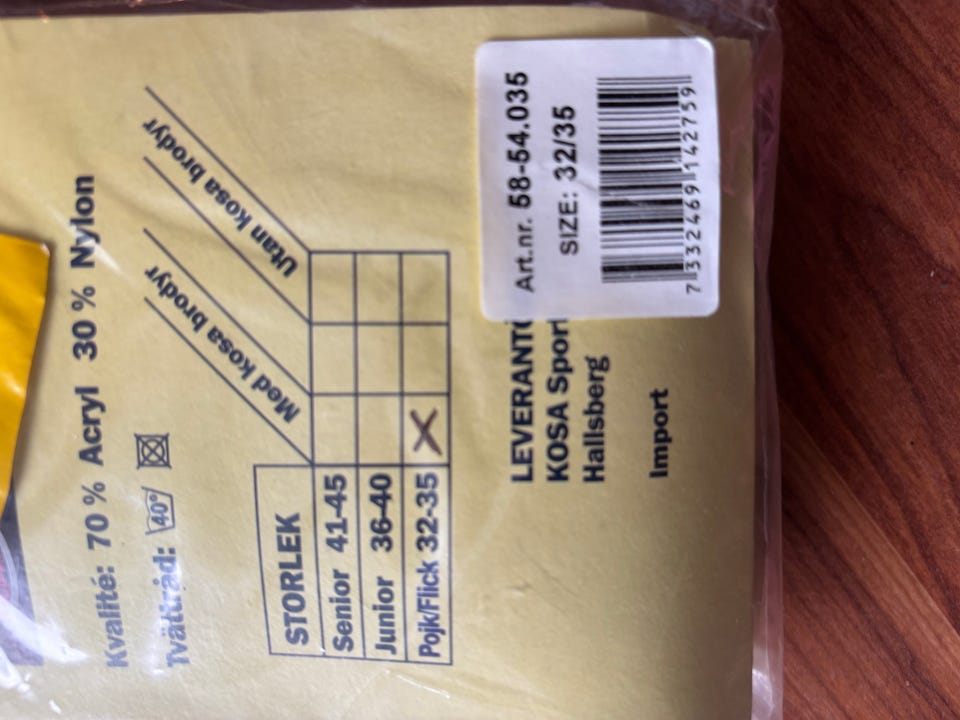 Kvalité: 70 % Acryl 30 % Nylon
Tvättråd: 40°
Med kosa brodyr
Utan kosa brodyr
STORLEK
Senior 41-45
Junior 36-40
Pojk/Flick 32-35
LEVERANTÖ
KOSA Spor
Hallsberg
Import
Art.nr. 58-54.035
SIZE: 32/35
7 332469 142759